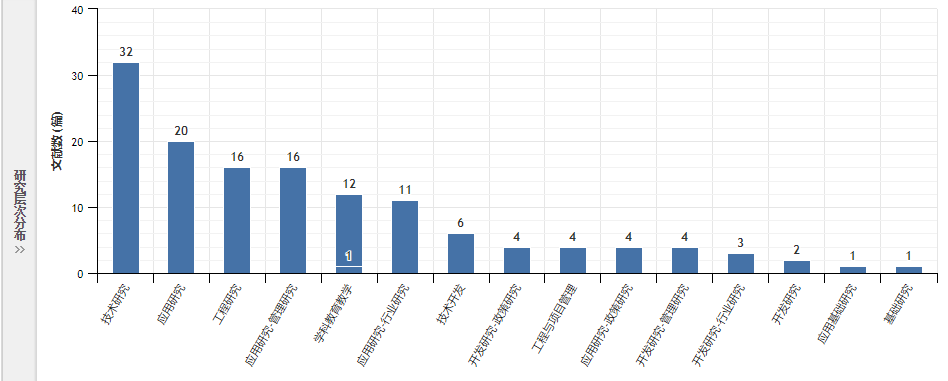 研究层次分布 >>
文献数 (篇)
40
30
20
10
0
32
20
16
16
12
1
11
6
4
4
4
4
3
2
1
1
技术研究
应用研究
工程研究
应用研究-管理研究
学科教育教学
应用研究-行业研究
技术开发
开发研究-政策研究
工程与项目管理
应用研究-政策研究
开发研究-管理研究
开发研究-行业研究
开发研究
应用基础研究
基础研究